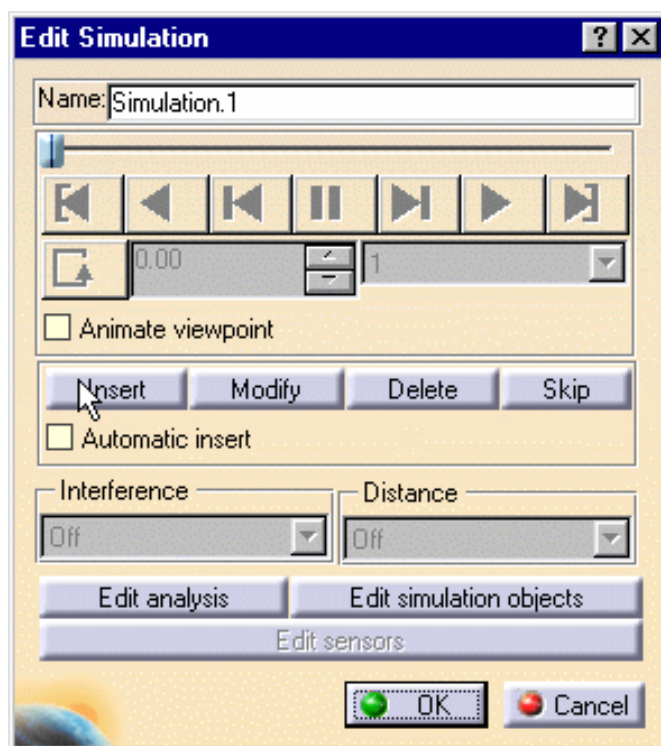 Edit Simulation
Name: Simulation.1
0.00 1
Animate viewpoint
Insert Modify Delete Skip
Automatic insert
Interference Distance
Off Off
Edit analysis Edit simulation objects
Edit sensors
OK Cancel